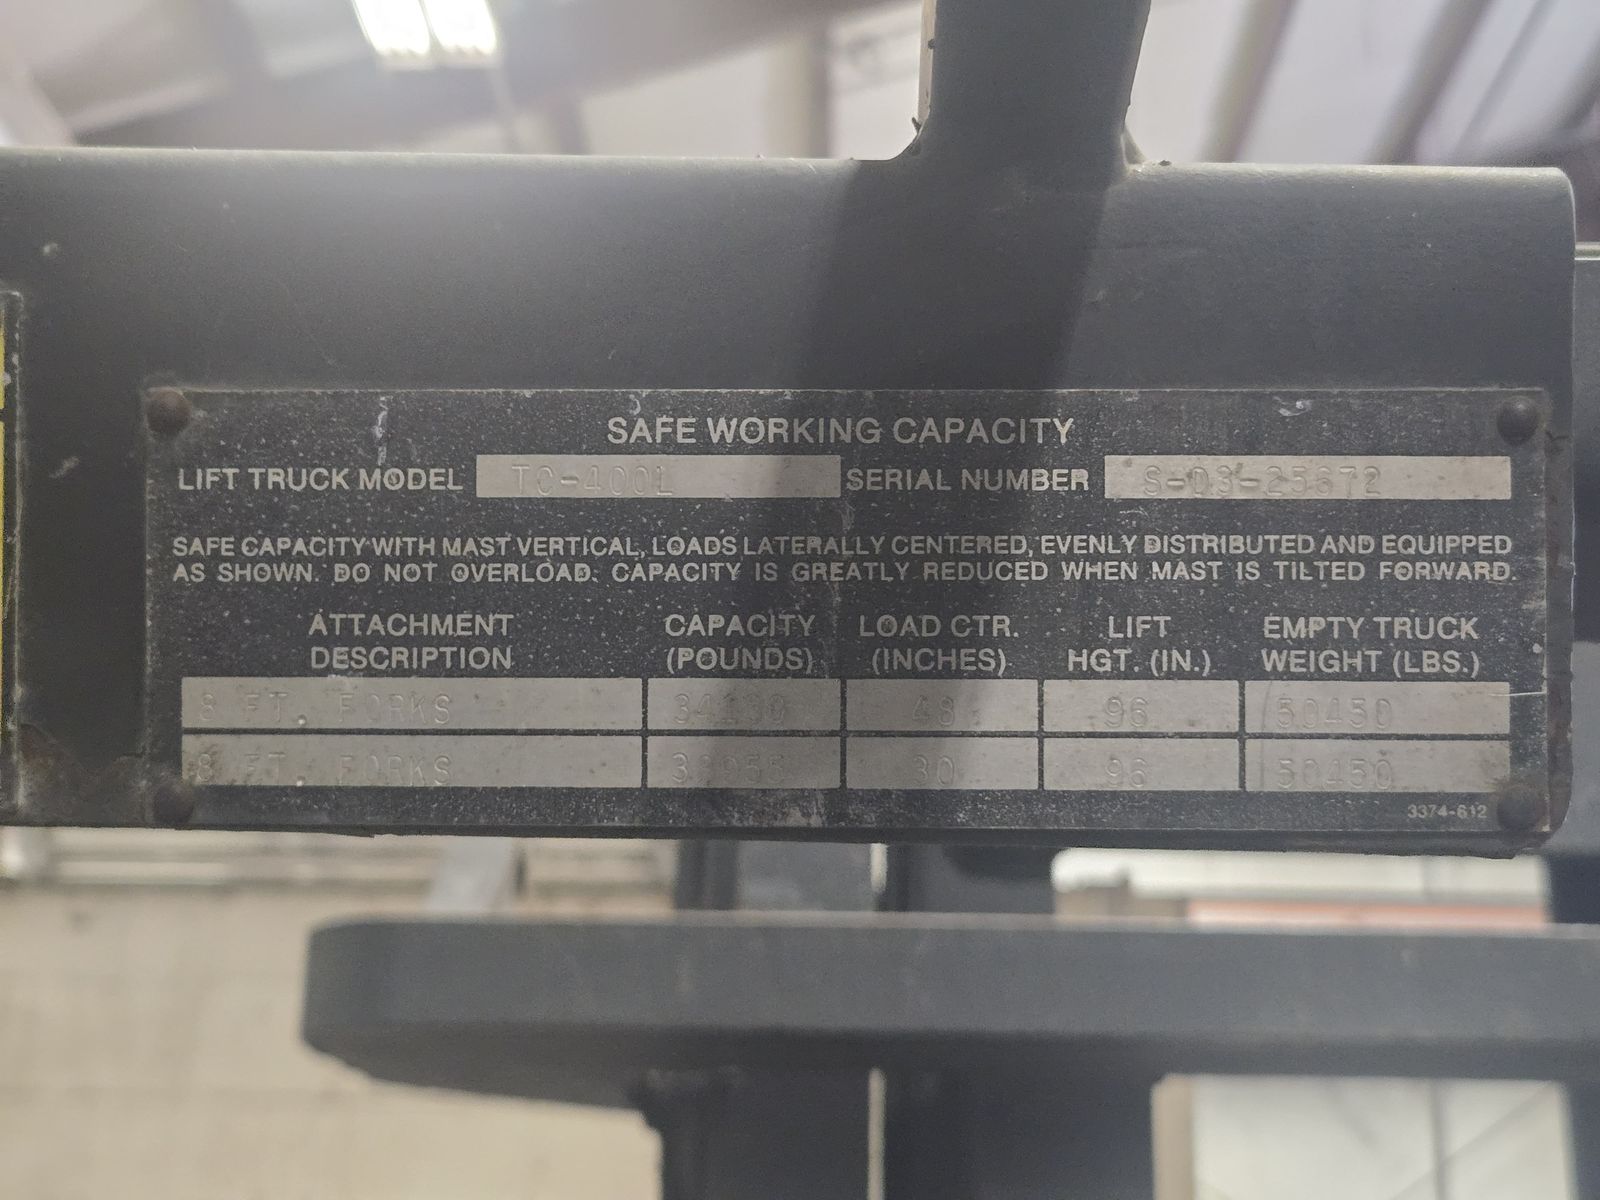 SAFE WORKING CAPACITY
LIFT TRUCK MODEL TC-400L SERIAL NUMBER S-D3-25672
SAFE CAPACITY WITH MAST VERTICAL, LOADS LATERALLY CENTERED, EVENLY DISTRIBUTED AND EQUIPPED
AS SHOWN. DO NOT OVERLOAD. CAPACITY IS GREATLY REDUCED WHEN MAST IS TILTED FORWARD.
ATTACHMENT CAPACITY LOAD CTR. LIFT EMPTY TRUCK
DESCRIPTION (POUNDS) (INCHES) HGT. (IN.) WEIGHT (LBS.)
8 FT. FORKS 48 96 50450
8 FT. FORKS 30 96 50450
3374-612